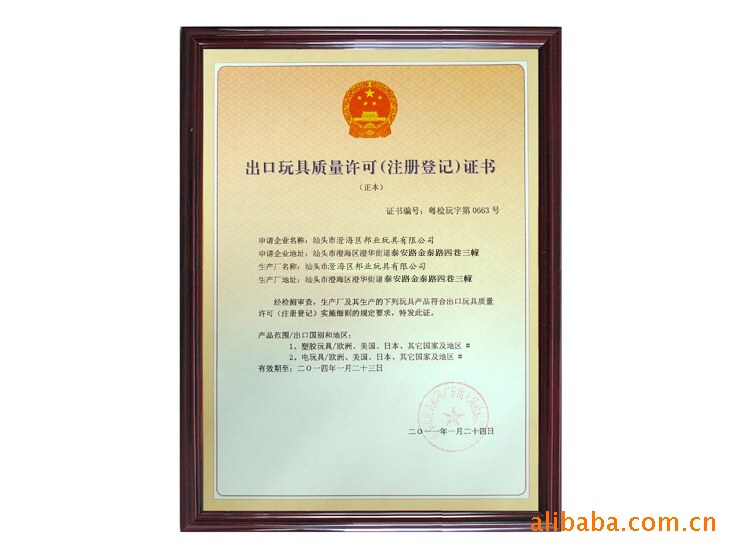 出口玩具质量许可(注册登记)证书
(正本)
证书编号：粤检玩字第 0663 号
申请企业名称：汕头市澄海区邦业玩具有限公司
申请企业地址：汕头市澄海区澄华街道泰安路金泰路四巷三幢
生产厂名称：汕头市澄海区邦业玩具有限公司
生产厂地址：汕头市澄海区澄华街道泰安路金泰路四巷三幢
经检测审查，生产厂及其生产的下列玩具产品符合出口玩具质量
许可（注册登记）实施细则的规定要求，特发此证。
产品范围/出口国别和地区：
1、塑胶玩具/欧洲、美国、日本、其它国家及地区 #
2、电玩具/欧洲、美国、日本、其它国家及地区 #
有效期至：二〇一四年一月二十三日
二〇一一年一月二十四日
alibaba.com.cn